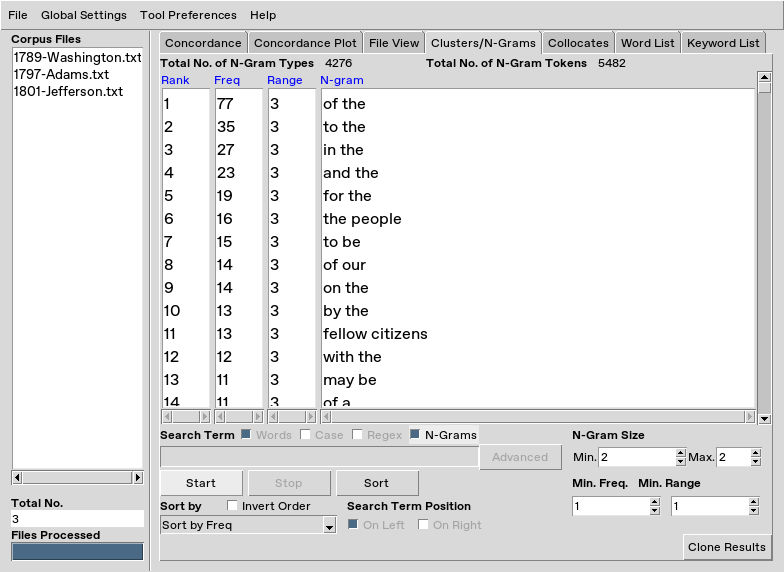 File Global Settings Tool Preferences Help
Corpus Files
1789-Washington.txt
1797-Adams.txt
1801-Jefferson.txt
Total No.
3
Files Processed
Concordance Concordance Plot File View Clusters/N-Grams Collocates Word List Keyword List
Total No. of N-Gram Types 4276 Total No. of N-Gram Tokens 5482
Rank Freq Range N-gram
1 77 3 of the
2 35 3 to the
3 27 3 in the
4 23 3 and the
5 19 3 for the
6 16 3 the people
7 15 3 to be
8 14 3 of our
9 14 3 on the
10 13 3 by the
11 13 3 fellow citizens
12 12 3 with the
13 11 3 may be
14 11 3 of a
Search Term Words Case Regex N-Grams
Advanced
Start Stop Sort
Sort by Invert Order
Sort by Freq
Search Term Position
On Left On Right
N-Gram Size
Min. 2 Max. 2
Min. Freq. Min. Range
1 1
Clone Results